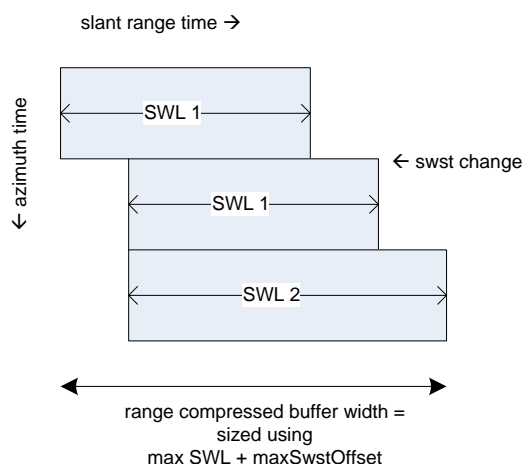 slant range time →
SWL 1
← azimuth time
← swst change
SWL 1
SWL 2
range compressed buffer width =
sized using
max SWL + maxSwstOffset